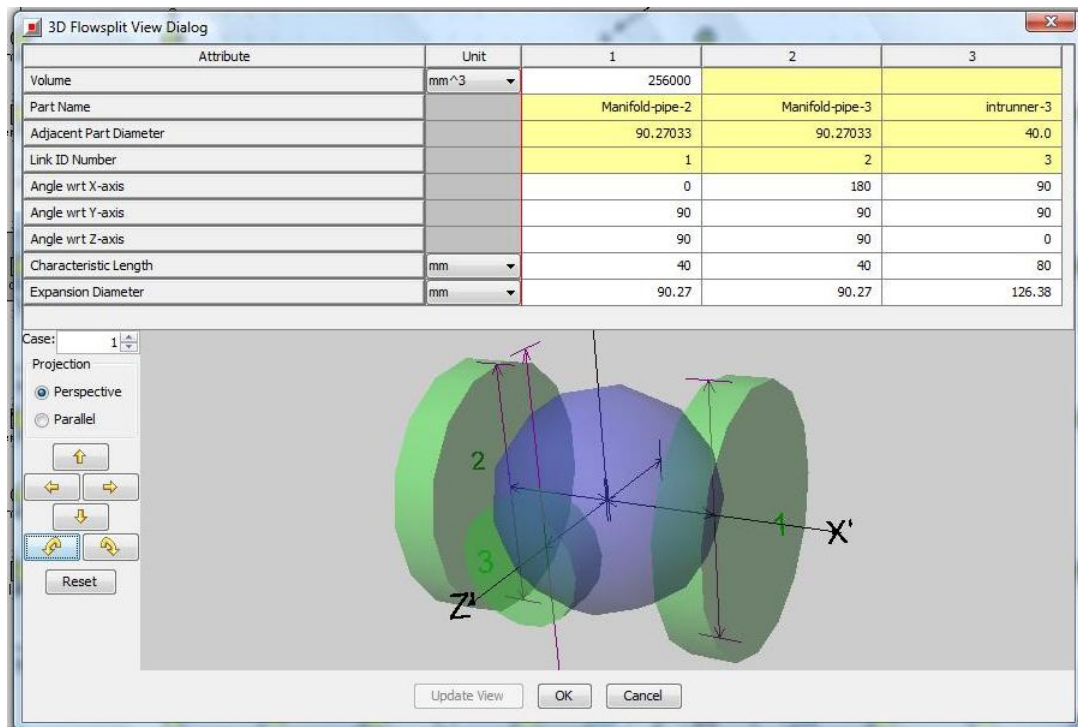 3D Flowsplit View Dialog
Attribute Unit 1 2 3
Volume mm^3 256000
Part Name Manifold-pipe-2 Manifold-pipe-3 intrunner-3
Adjacent Part Diameter 90.27033 90.27033 40.0
Link ID Number 1 2 3
Angle wrt X-axis 0 180 90
Angle wrt Y-axis 90 90 90
Angle wrt Z-axis 90 90 0
Characteristic Length mm 40 40 80
Expansion Diameter mm 90.27 90.27 126.38
Case: 1
Projection
Perspective
Parallel
Reset
2
1
X'
3
Z'
Update View OK Cancel